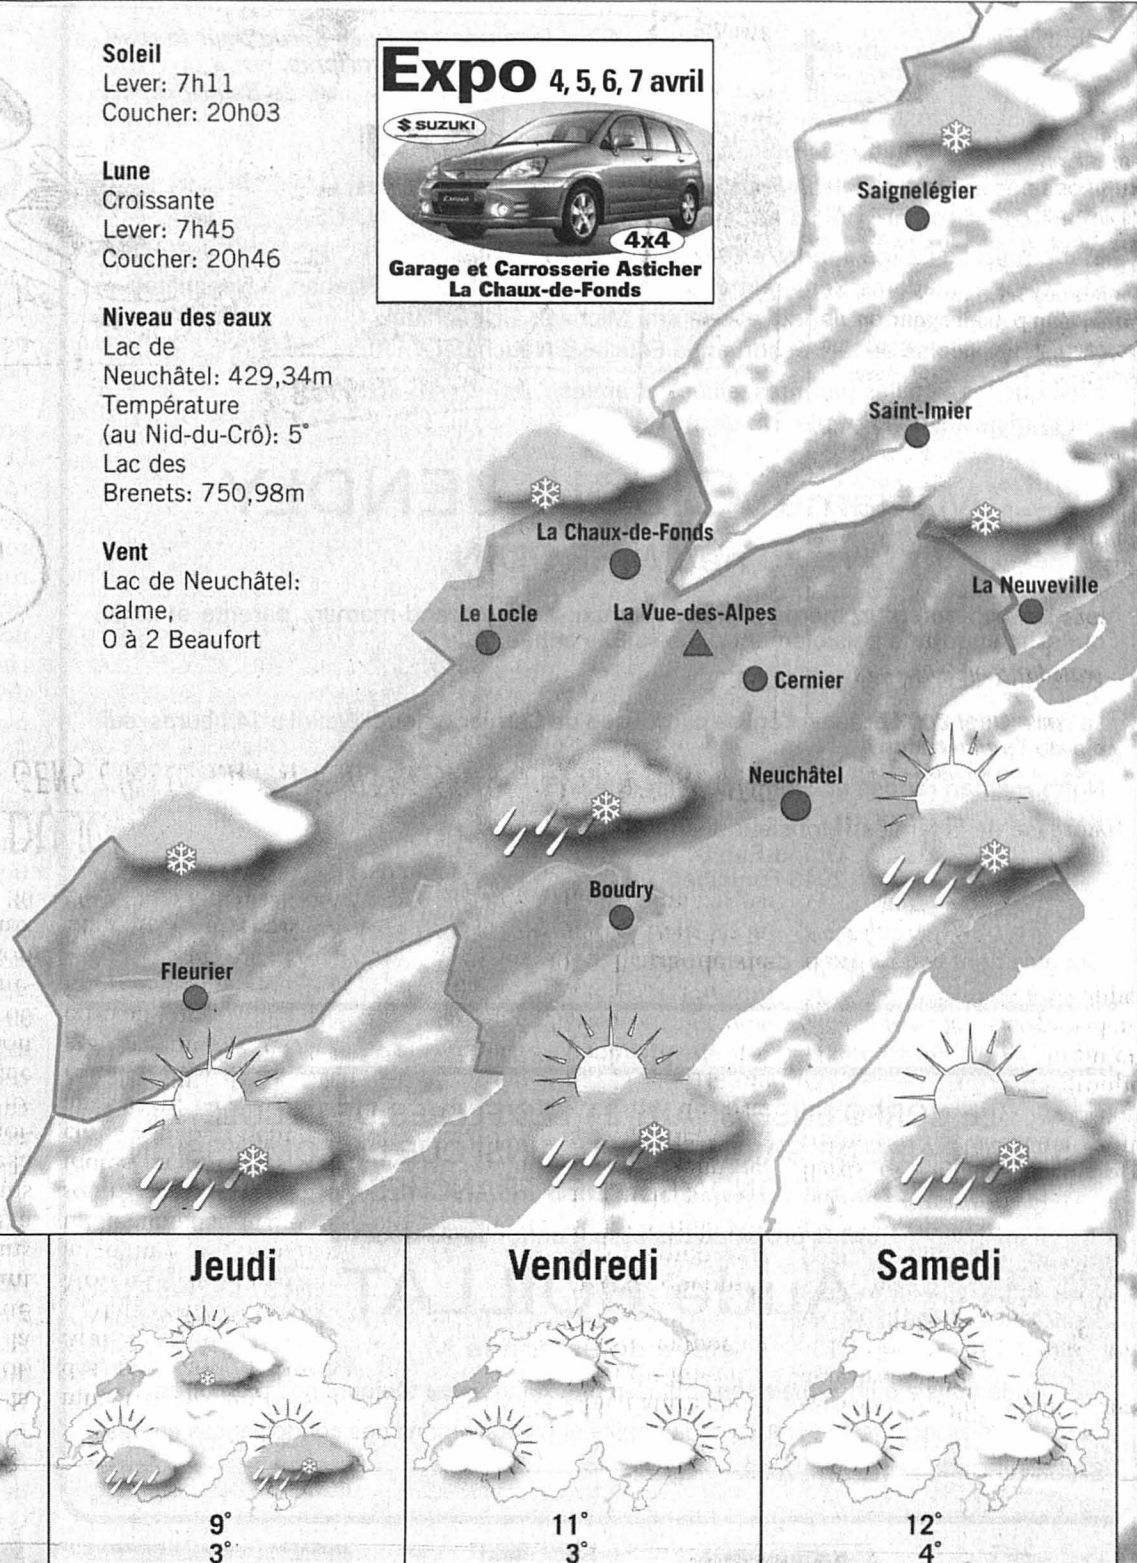 Soleil
Lever: 7h11
Coucher: 20h03
Lune
Croissante
Lever: 7h45
Coucher: 20h46
Niveau des eaux
Lac de
Neuchâtel: 429,34m
Température
(au Nid-du-Crô): 5°
Lac des
Brenets: 750,98m
Vent
Lac de Neuchâtel:
calme,
0 à 2 Beaufort
Expo 4, 5, 6, 7 avril
SUZUKI
4x4
Garage et Carrosserie Asticher
La Chaux-de-Fonds
Saignelégier
Saint-Imier
La Chaux-de-Fonds
La Neuveville
Le Locle
La Vue-des-Alpes
Cernier
Neuchâtel
Boudry
Fleurier
Jeudi
9°
3°
Vendredi
11°
3°
Samedi
12°
4°